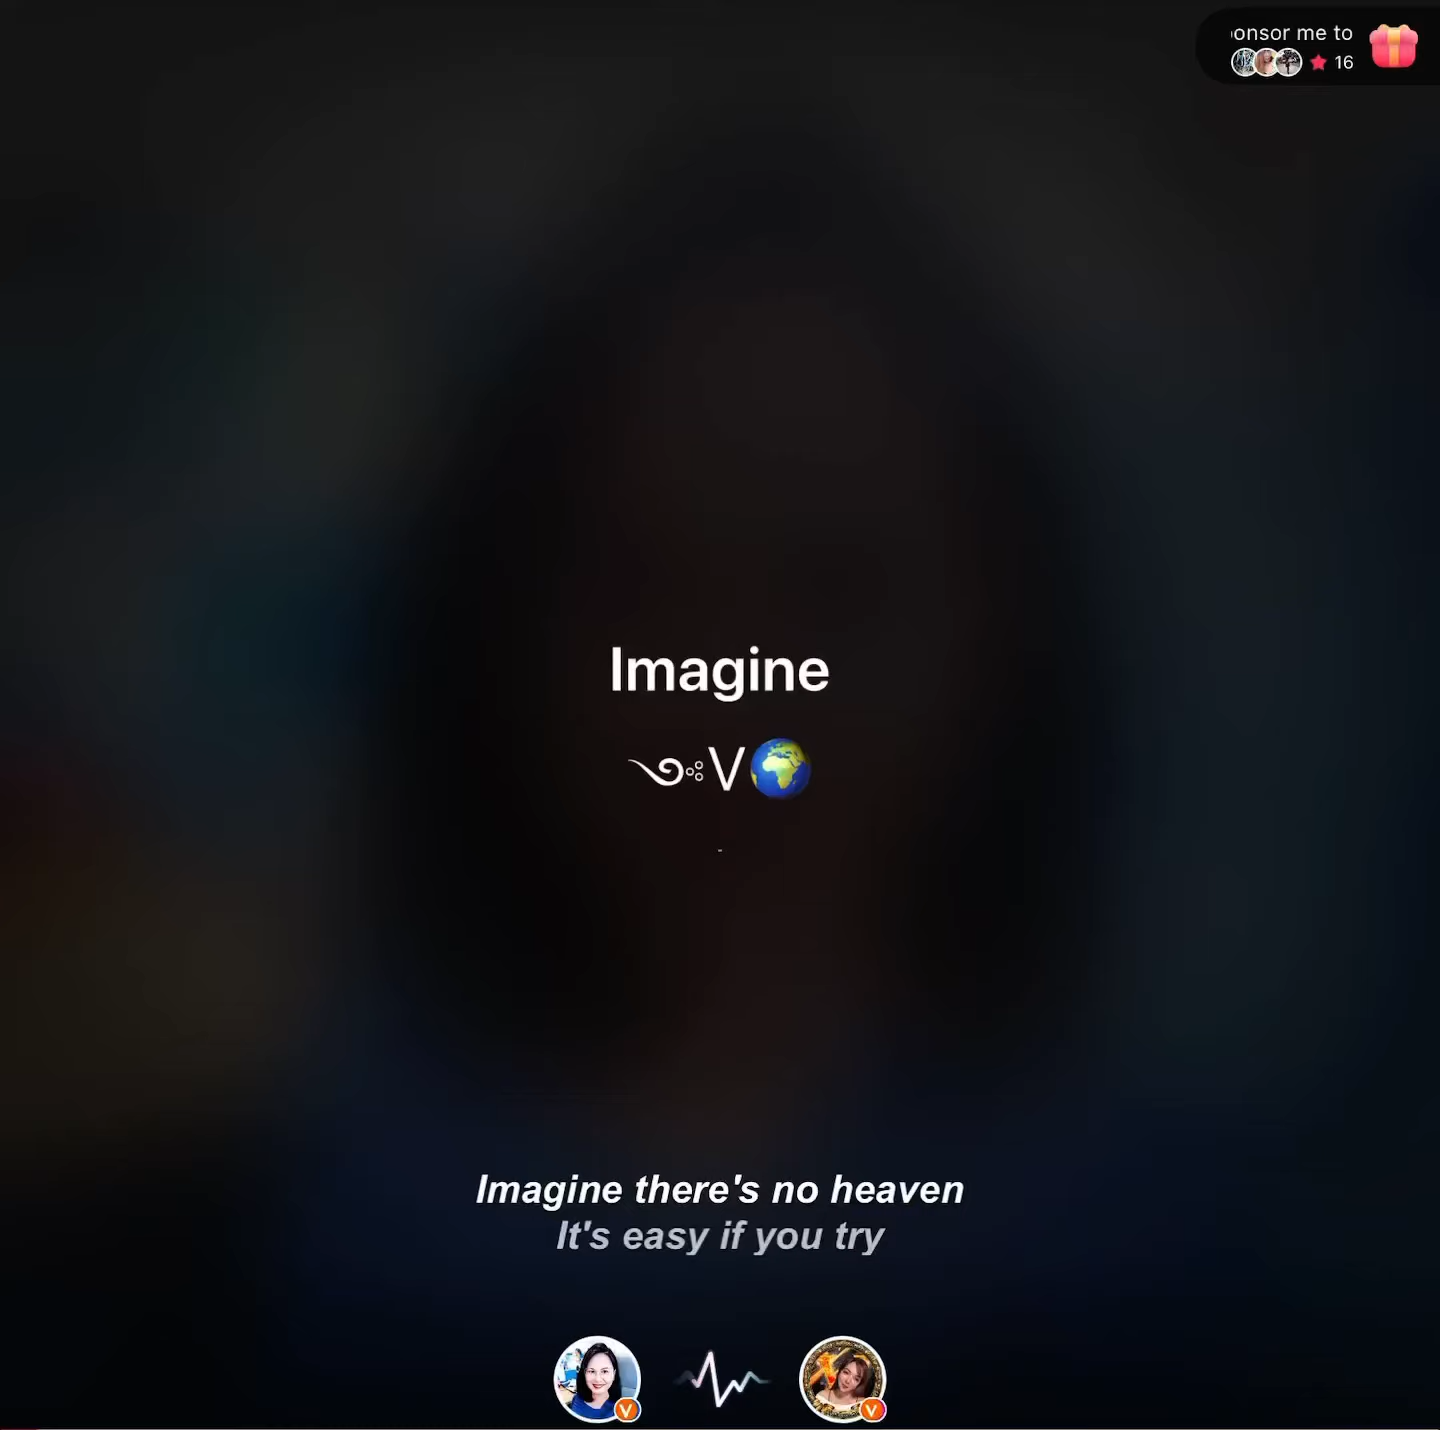 onsor me to
16
Imagine
V🌍
-
Imagine there's no heaven
It's easy if you try
V V